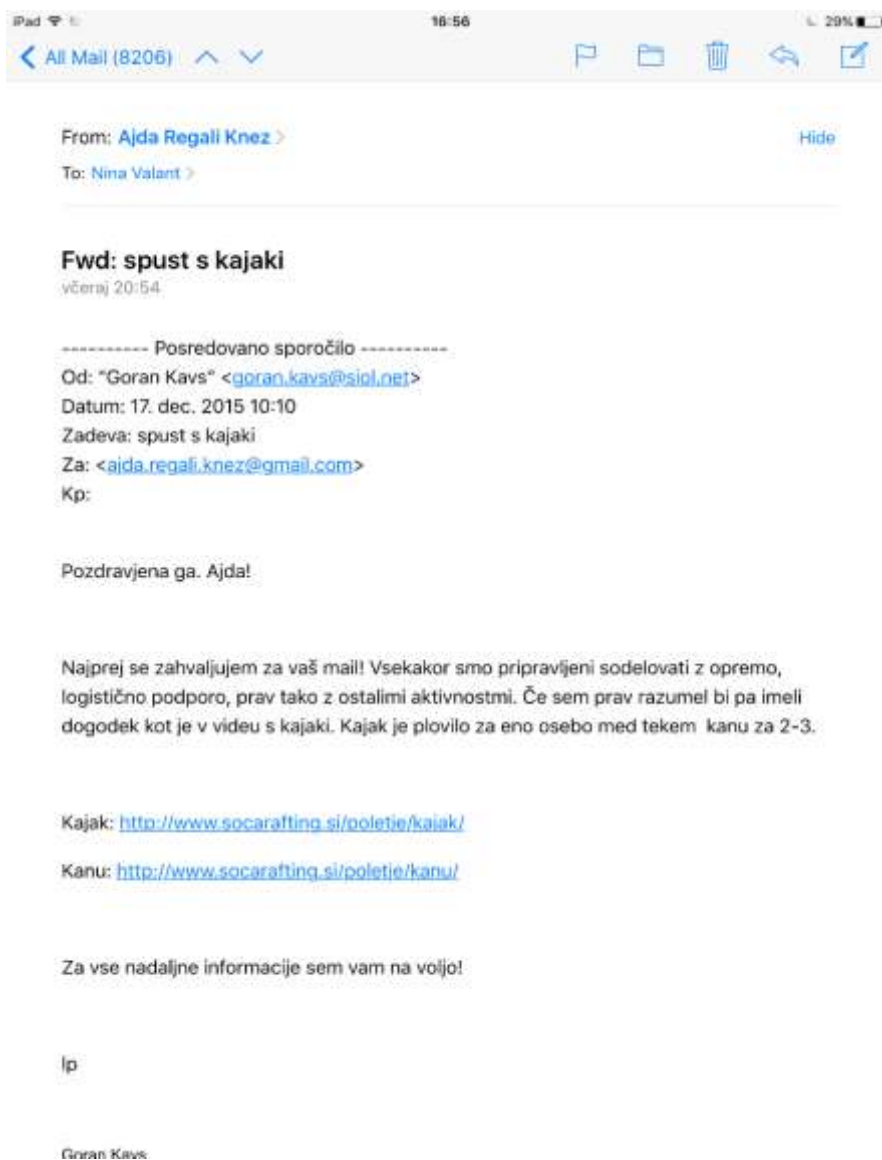 iPad
16:56
29%
All Mail (8206)
From: Ajda Regali Knez
Hide
To: Nina Valant
Fwd: spust s kajaki
včeraj 20:54
---------- Posredovano sporočilo ----------
Od: "Goran Kavs" <goran.kavs@siol.net>
Datum: 17. dec. 2015 10:10
Zadeva: spust s kajaki
Za: <ajda.regali.knez@gmail.com>
Kp:
Pozdravjena ga. Ajda!
Najprej se zahvaljujem za vaš mail! Vsekakor smo pripravljeni sodelovati z opremo,
logistično podporo, prav tako z ostalimi aktivnostmi. Če sem prav razumel bi pa imeli
dogodek kot je v videu s kajaki. Kajak je plovilo za eno osebo med tekem  kanu za 2-3.
Kajak: http://www.socarafting.si/poletje/kajak/
Kanu: http://www.socarafting.si/poletje/kanu/
Za vse nadaljne informacije sem vam na voljo!
lp
Goran Kavs